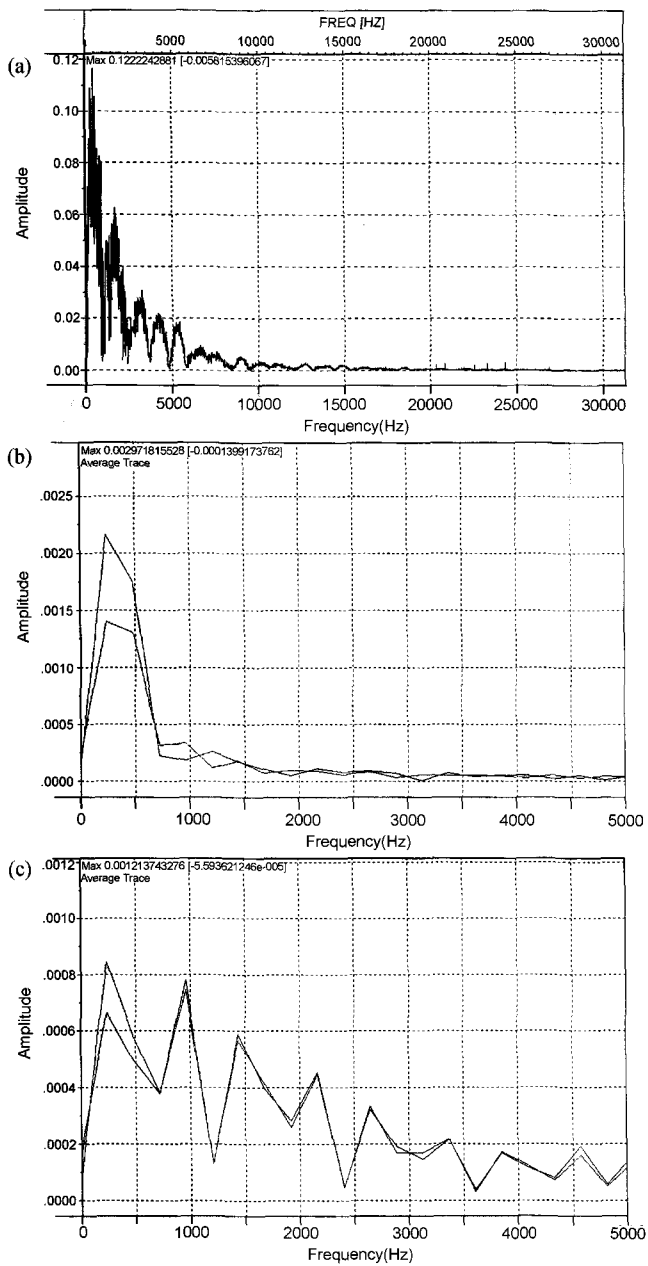 FREQ [HZ]
5000 10000 15000 20000 25000 30000
(a)
Max 0.1222242881 [-0.005815396067]
0.12
0.10
0.08
0.06
0.04
0.02
0.00
Amplitude
0 5000 10000 15000 20000 25000 30000
Frequency(Hz)
(b)
Max 0.002971815528 [-0.0001399173762]
Average Trace
.0025
.0020
.0015
.0010
.0005
.0000
Amplitude
0 1000 2000 3000 4000 5000
Frequency(Hz)
(c)
Max 0.001213743276 [-5.593621246e-005]
Average Trace
.0012
.0010
.0008
.0006
.0004
.0002
.0000
Amplitude
0 1000 2000 3000 4000 5000
Frequency(Hz)